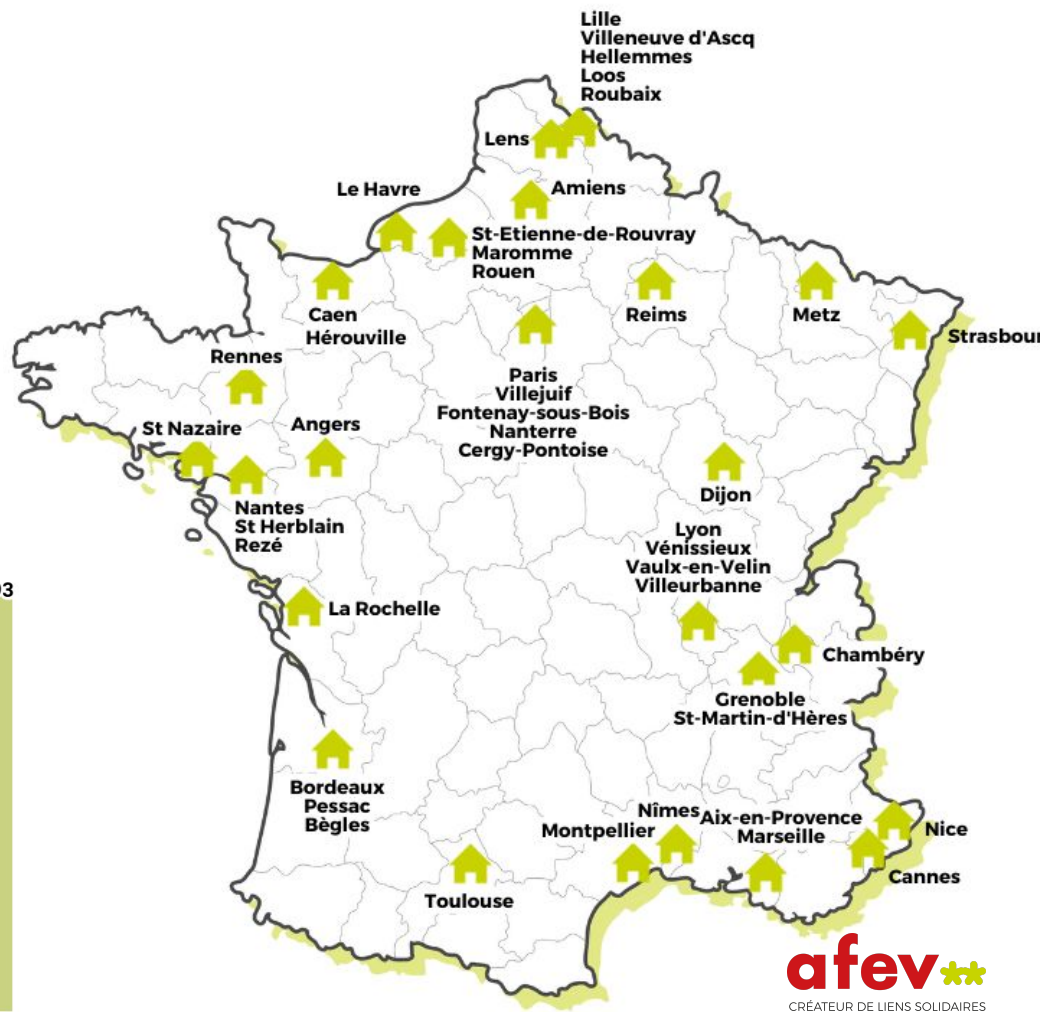 Lille
Villeneuve d'Ascq
Hellemmes
Loos
Roubaix
Lens
Amiens
Le Havre
St-Etienne-de-Rouvray
Maromme
Rouen
Caen
Hérouville
Reims
Metz
Strasbour
Rennes
Paris
Villejuif
Fontenay-sous-Bois
Nanterre
Cergy-Pontoise
St Nazaire
Angers
Nantes
St Herblain
Rezé
Dijon
Lyon
Vénissieux
Vaulx-en-Velin
Villeurbanne
La Rochelle
Chambéry
Grenoble
St-Martin-d'Hères
Bordeaux
Pessac
Bègles
Nîmes
Montpellier
Aix-en-Provence
Marseille
Nice
Cannes
Toulouse
afev
CRÉATEUR DE LIENS SOLIDAIRES